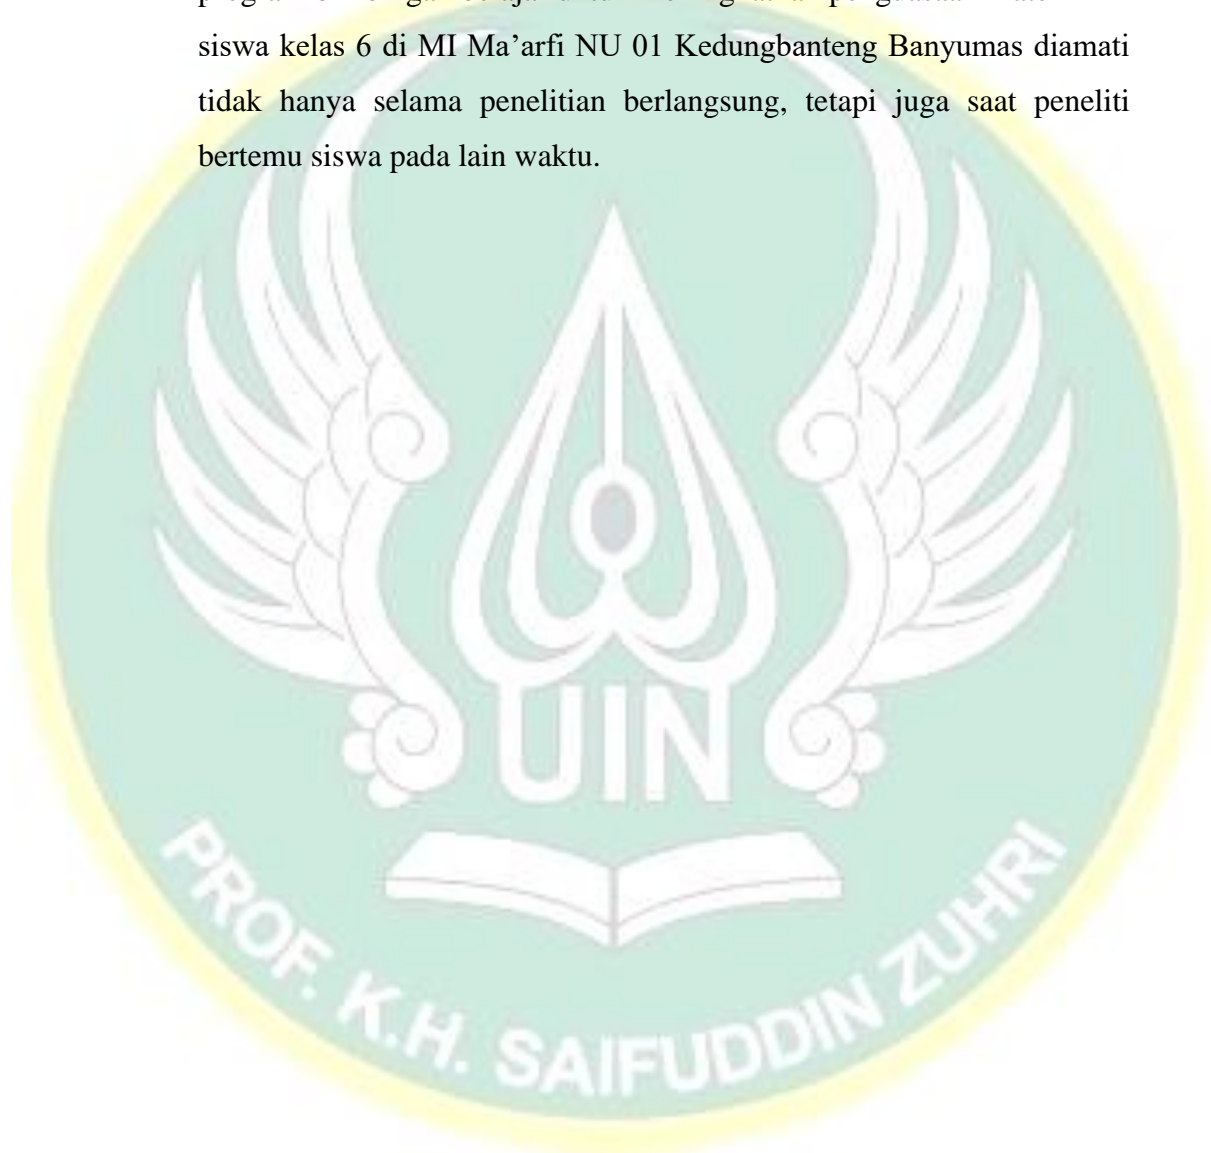 siswa kelas 6 di MI Ma’arfi NU 01 Kedungbanteng Banyumas diamati
tidak hanya selama penelitian berlangsung, tetapi juga saat peneliti
bertemu siswa pada lain waktu.
UIN
PROF. K.H. SAIFUDDIN ZUHRI